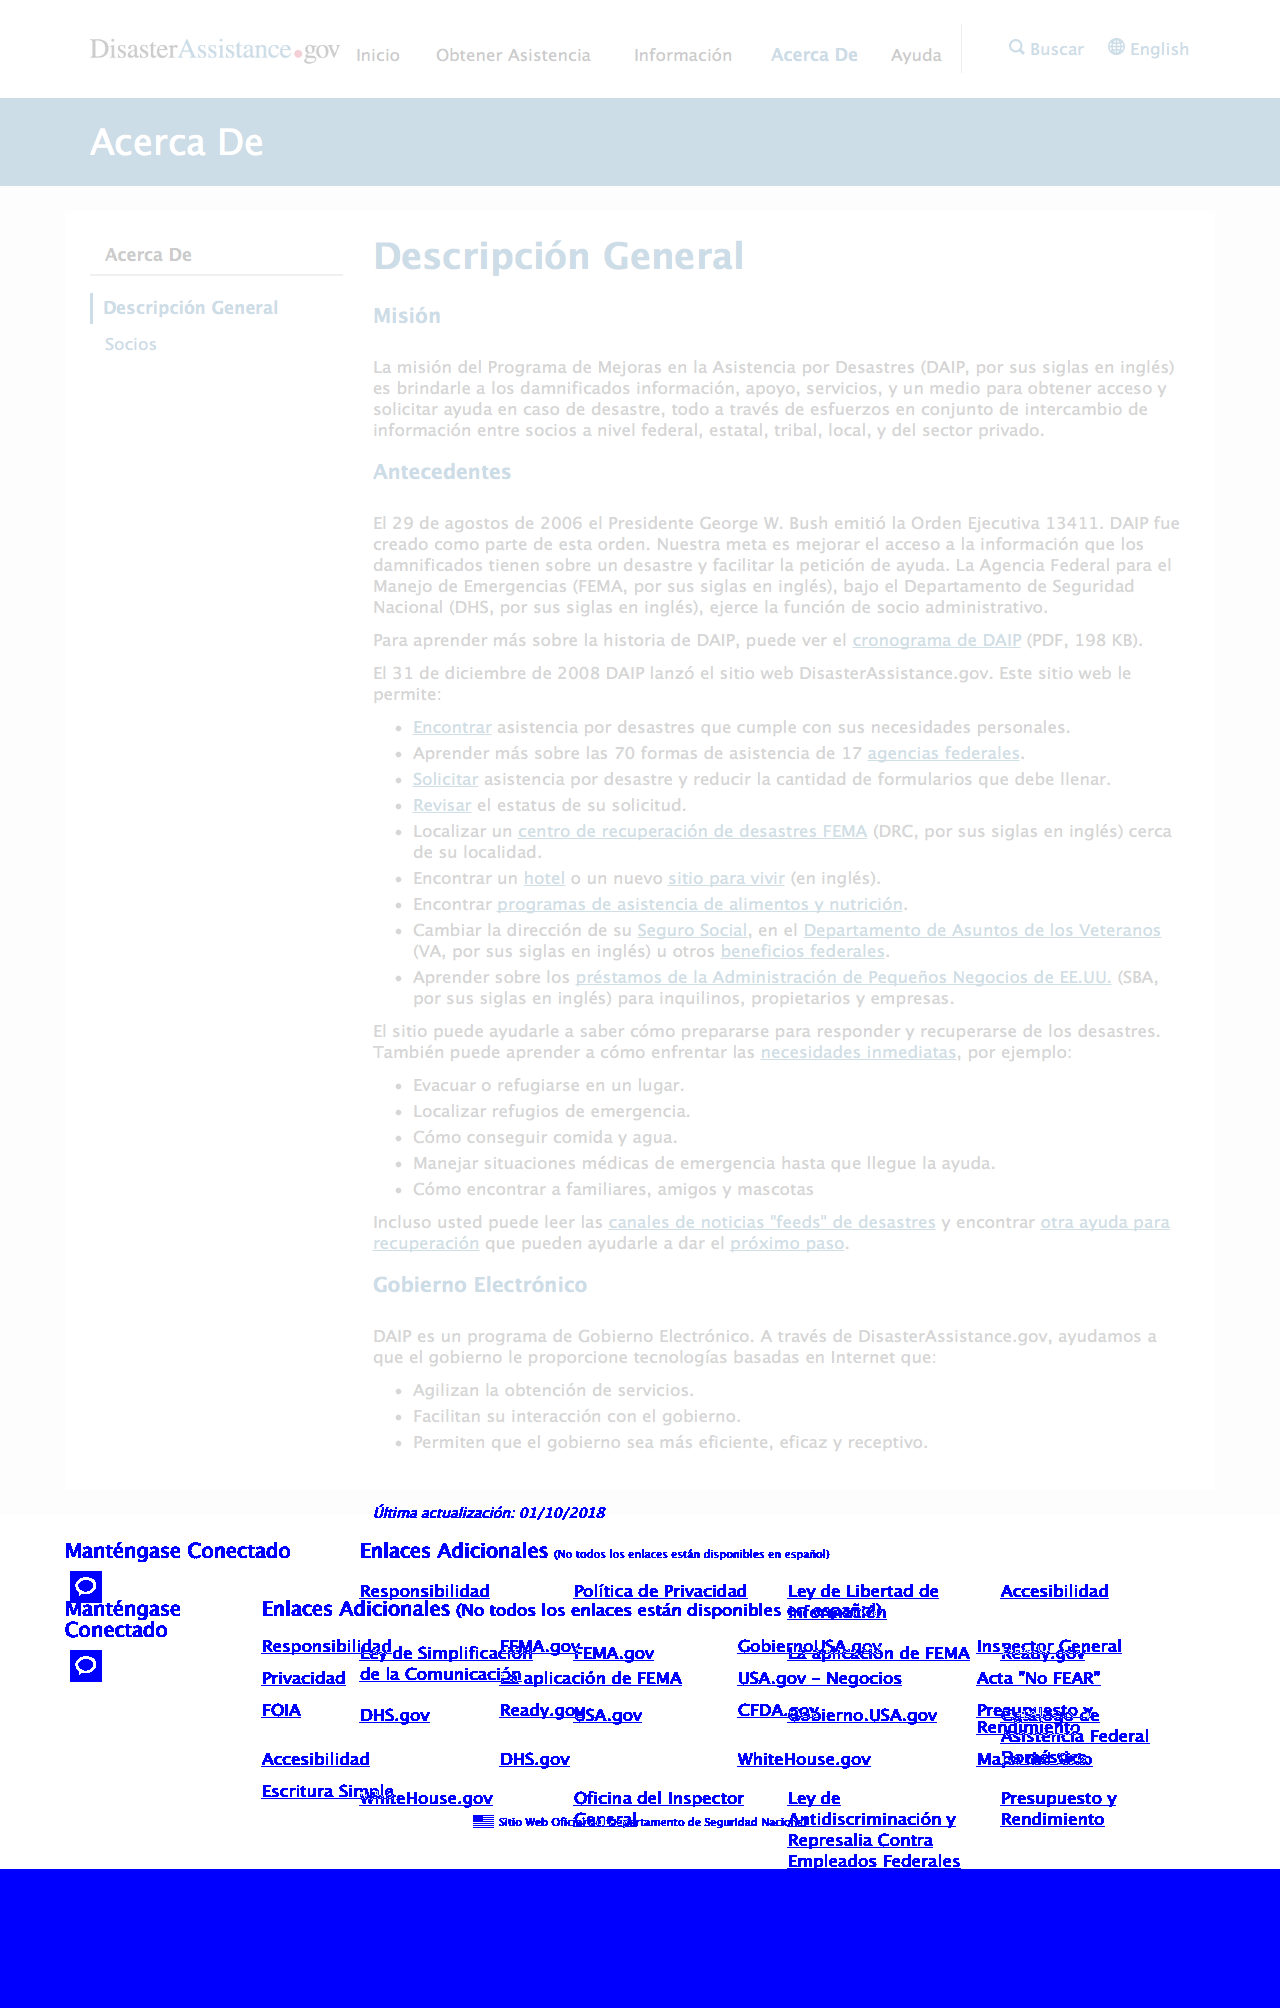 DisasterAssistance.gov Inicio Obtener Asistencia Información Acerca De Ayuda Buscar English
Acerca De
Acerca De
Descripción General
Socios
Descripción General
Misión
La misión del Programa de Mejoras en la Asistencia por Desastres (DAIP, por sus siglas en inglés)
es brindarle a los damnificados información, apoyo, servicios, y un medio para obtener acceso y
solicitar ayuda en caso de desastre, todo a través de esfuerzos en conjunto de intercambio de
información entre socios a nivel federal, estatal, tribal, local, y del sector privado.
Antecedentes
El 29 de agostos de 2006 el Presidente George W. Bush emitió la Orden Ejecutiva 13411. DAIP fue
creado como parte de esta orden. Nuestra meta es mejorar el acceso a la información que los
damnificados tienen sobre un desastre y facilitar la petición de ayuda. La Agencia Federal para el
Manejo de Emergencias (FEMA, por sus siglas en inglés), bajo el Departamento de Seguridad
Nacional (DHS, por sus siglas en inglés), ejerce la función de socio administrativo.
Para aprender más sobre la historia de DAIP, puede ver el cronograma de DAIP (PDF, 198 KB).
El 31 de diciembre de 2008 DAIP lanzó el sitio web DisasterAssistance.gov. Este sitio web le
permite:
• Encontrar asistencia por desastres que cumple con sus necesidades personales.
• Aprender más sobre las 70 formas de asistencia de 17 agencias federales.
• Solicitar asistencia por desastre y reducir la cantidad de formularios que debe llenar.
• Revisar el estatus de su solicitud.
• Localizar un centro de recuperación de desastres FEMA (DRC, por sus siglas en inglés) cerca
de su localidad.
• Encontrar un hotel o un nuevo sitio para vivir (en inglés).
• Encontrar programas de asistencia de alimentos y nutrición.
• Cambiar la dirección de su Seguro Social, en el Departamento de Asuntos de los Veteranos
(VA, por sus siglas en inglés) u otros beneficios federales.
• Aprender sobre los préstamos de la Administración de Pequeños Negocios de EE.UU. (SBA,
por sus siglas en inglés) para inquilinos, propietarios y empresas.
El sitio puede ayudarle a saber cómo prepararse para responder y recuperarse de los desastres.
También puede aprender a cómo enfrentar las necesidades inmediatas, por ejemplo:
• Evacuar o refugiarse en un lugar.
• Localizar refugios de emergencia.
• Cómo conseguir comida y agua.
• Manejar situaciones médicas de emergencia hasta que llegue la ayuda.
• Cómo encontrar a familiares, amigos y mascotas
Incluso usted puede leer las canales de noticias "feeds" de desastres y encontrar otra ayuda para
recuperación que pueden ayudarle a dar el próximo paso.
Gobierno Electrónico
DAIP es un programa de Gobierno Electrónico. A través de DisasterAssistance.gov, ayudamos a
que el gobierno le proporcione tecnologías basadas en Internet que:
• Agilizan la obtención de servicios.
• Facilitan su interacción con el gobierno.
• Permiten que el gobierno sea más eficiente, eficaz y receptivo.
Última actualización: 01/10/2018
Manténgase Conectado
Enlaces Adicionales (No todos los enlaces están disponibles en español)
Responsibilidad Política de Privacidad Ley de Libertad de Accesibilidad
Información
Manténgase
Conectado
Enlaces Adicionales (No todos los enlaces están disponibles en español)
Responsibilidad FEMA.gov GobiernoUSA.gov Inspector General
Ley de Simplificación FEMA.gov La aplicación de FEMA Ready.gov
de la Comunicación
Privacidad La aplicación de FEMA USA.gov – Negocios Acta "No FEAR"
FOIA Ready.gov CFDA.gov Presupuesto y
Rendimiento
DHS.gov USA.gov Gobierno.USA.gov Catálogo de
Asistencia Federal
Accesibilidad DHS.gov WhiteHouse.gov Mapa del Sitio
Escritura Simple
WhiteHouse.gov Oficina del Inspector Ley de Presupuesto y
General Antidiscriminación y Rendimiento
Represalia Contra
Empleados Federales
Sitio Web Oficial del Departamento de Seguridad Nacional